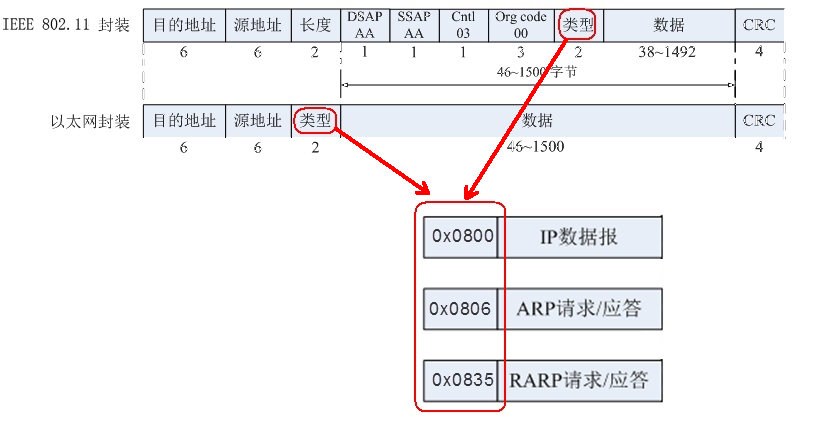 IEEE 802.11 封装 目的地址 源地址 长度 DSAP AA SSAP AA Cntl 03 Org code 00 类型 数据 CRC
6 6 2 1 1 1 3 2 38~1492 4
46~1500 字节
以太网封装 目的地址 源地址 类型 数据 CRC
6 6 2 46~1500 4
0x0800 IP数据报
0x0806 ARP请求/应答
0x0835 RARP请求/应答